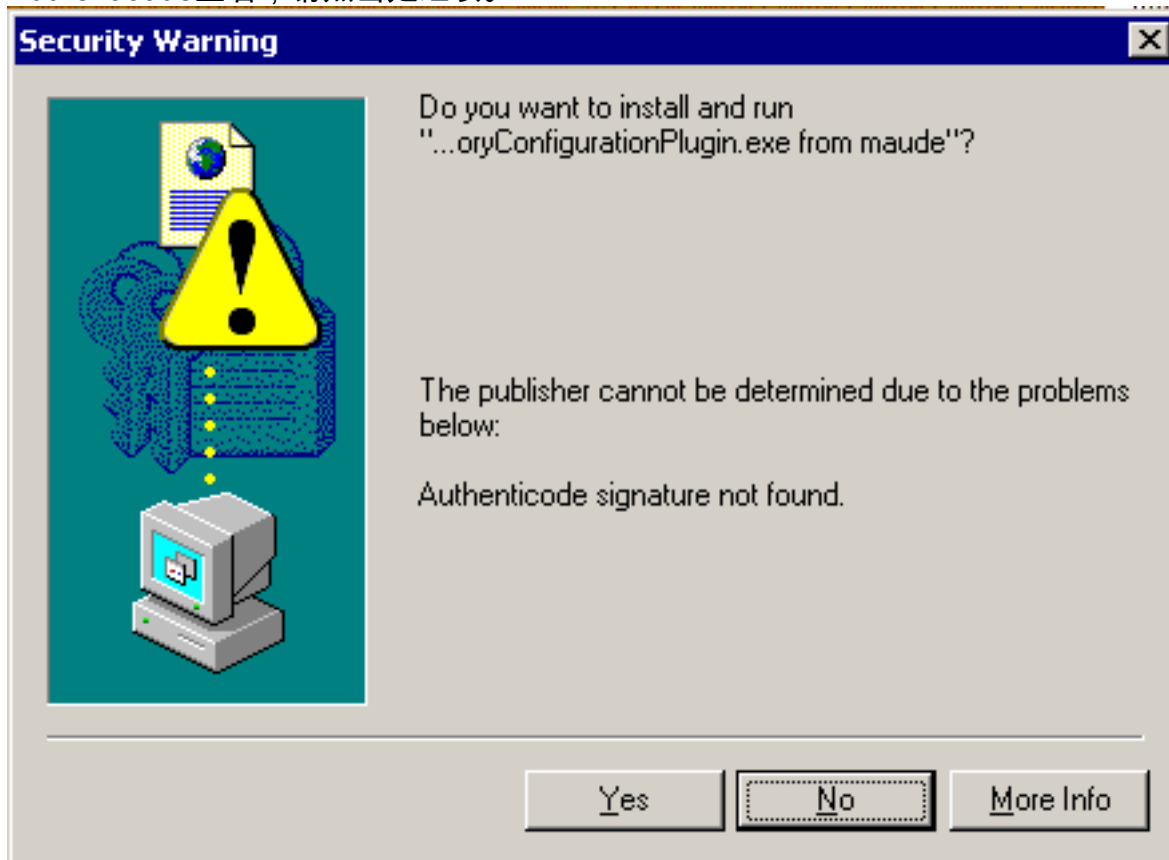 Security Warning
Do you want to install and run
"...oryConfigurationPlugin.exe from maude"?
The publisher cannot be determined due to the problems
below:
Authenticode signature not found.
Yes
No
More Info